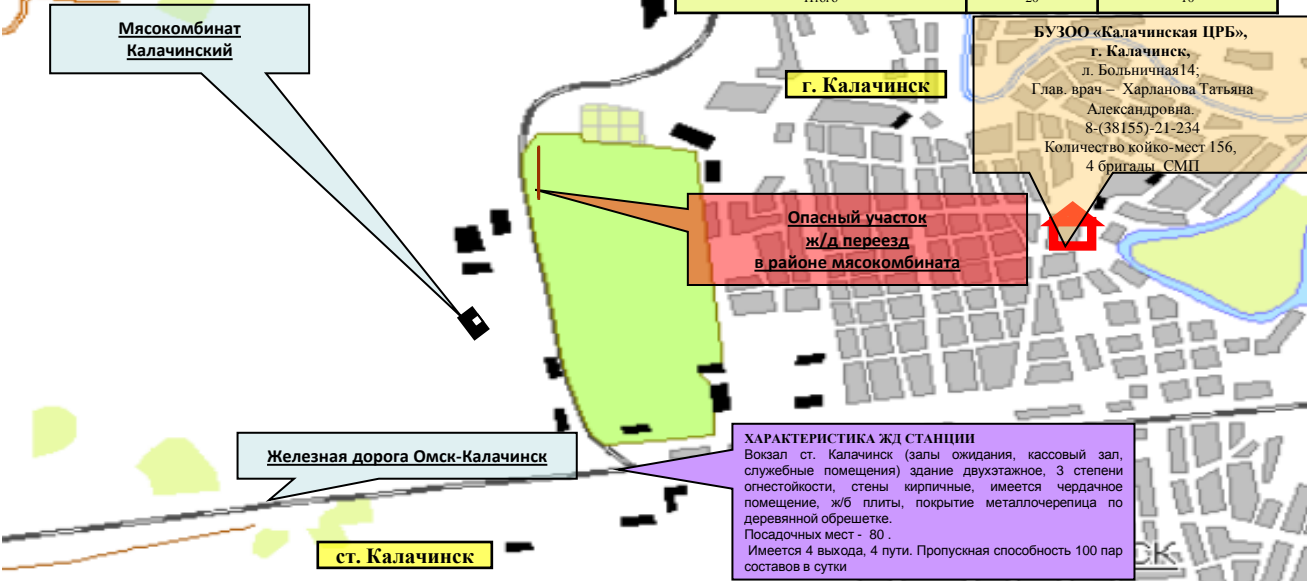 Итого 20 10
Мясокомбинат
Калачинский
г. Калачинск
БУЗОО «Калачинская ЦРБ»,
г. Калачинск,
л. Больничная14;
Глав. врач – Харланова Татьяна
Александровна.
8-(38155)-21-234
Количество койко-мест 156,
4 бригады СМП
Опасный участок
ж/д переезд
в районе мясокомбината
Железная дорога Омск-Калачинск
ХАРАКТЕРИСТИКА ЖД СТАНЦИИ
Вокзал ст. Калачинск (залы ожидания, кассовый зал,
служебные помещения) здание двухэтажное, 3 степени
огнестойкости, стены кирпичные, имеется чердачное
помещение, ж/б плиты, покрытие металлочерепица по
деревянной обрешетке.
Посадочных мест - 80 .
Имеется 4 выхода, 4 пути. Пропускная способность 100 пар
составов в сутки
ст. Калачинск
СК